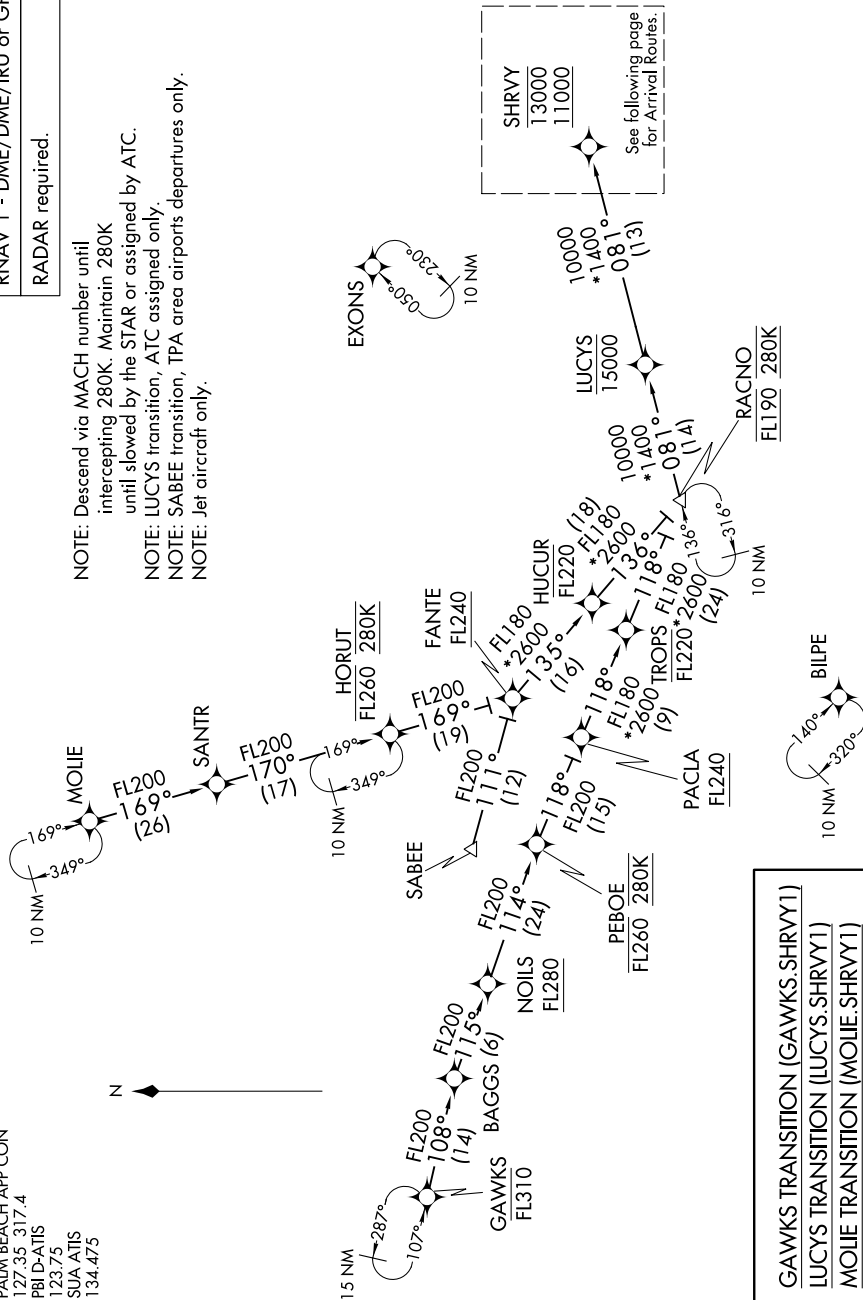 PALM BEACH APP CON
127.35 317.4
PBI D-ATIS
123.75
SUA ATIS
134.475
RADAR required.
NOTE: Descend via MACH number until
intercepting 280K. Maintain 280K
until slowed by the STAR or assigned by ATC.
NOTE: LUCYS transition, ATC assigned only.
NOTE: SABEE transition, TPA area airports departures only.
NOTE: Jet aircraft only.
N
MOLIE
169°
349°
10 NM
FL200
169°
(26)
SANTR
FL200
170°
(17)
HORUT
FL260 280K
169°
349°
10 NM
FL200
169°
(19)
FANTE
FL240
SABEE
FL200
111°
(12)
FL180
*2600
135°
(16)
HUCUR
FL220
(18)
FL180
*2600
136°
EXONS
050°
230°
10 NM
SHRVY
13000
11000
See following page
for Arrival Routes.
10000
*1400
081°
(13)
LUCYS
15000
10000
*1400
081°
(14)
RACNO
FL190 280K
136°
316°
10 NM
15 NM
287°
107°
GAWKS
FL310
FL200
108°
(14)
BAGGS
FL200
115°
(6)
NOILS
FL280
FL200
114°
(24)
PEBOE
FL260 280K
118°
FL200
(15)
PACLA
FL240
118°
FL180
*2600
(9)
TROPS
FL220
118°
FL180
*2600
(24)
BILPE
140°
320°
10 NM
GAWKS TRANSITION (GAWKS.SHRVY1)
LUCYS TRANSITION (LUCYS.SHRVY1)
MOLIE TRANSITION (MOLIE.SHRVY1)